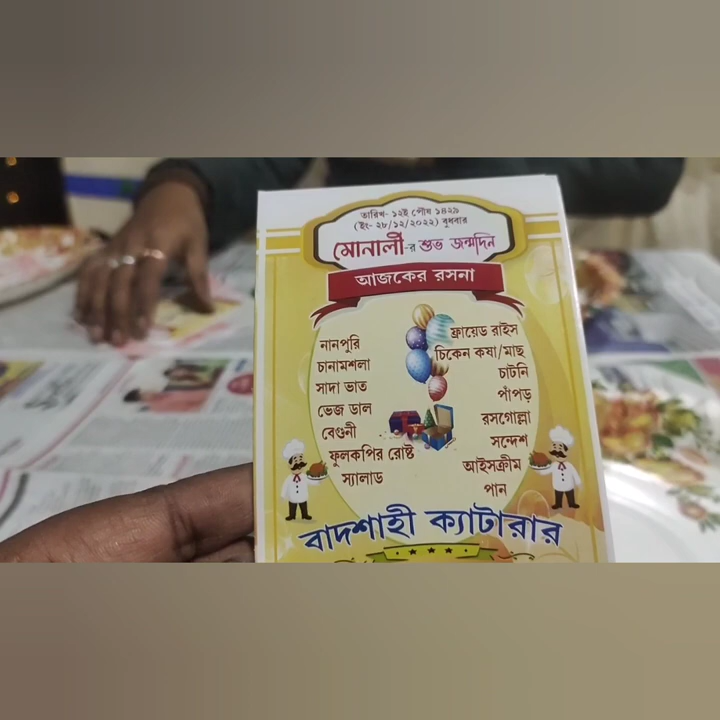 তারিখ- ১২ই পৌষ ১৪২৯
(ইং- ২৮/১২/২০২২) বুধবার
মোনালী-র শুভ জন্মদিন
আজকের রসনা
নানপুরি
চানামশলা
সাদা ভাত
ভেজ ডাল
বেগুনী
ফুলকপির রোষ্ট
স্যালাড
ফ্রায়েড রাইস
চিকেন কষা/মাছ
চাটনি
পাঁপড়
রসগোল্লা
সন্দেশ
আইসক্রীম
পান
বাদশাহী ক্যাটারার